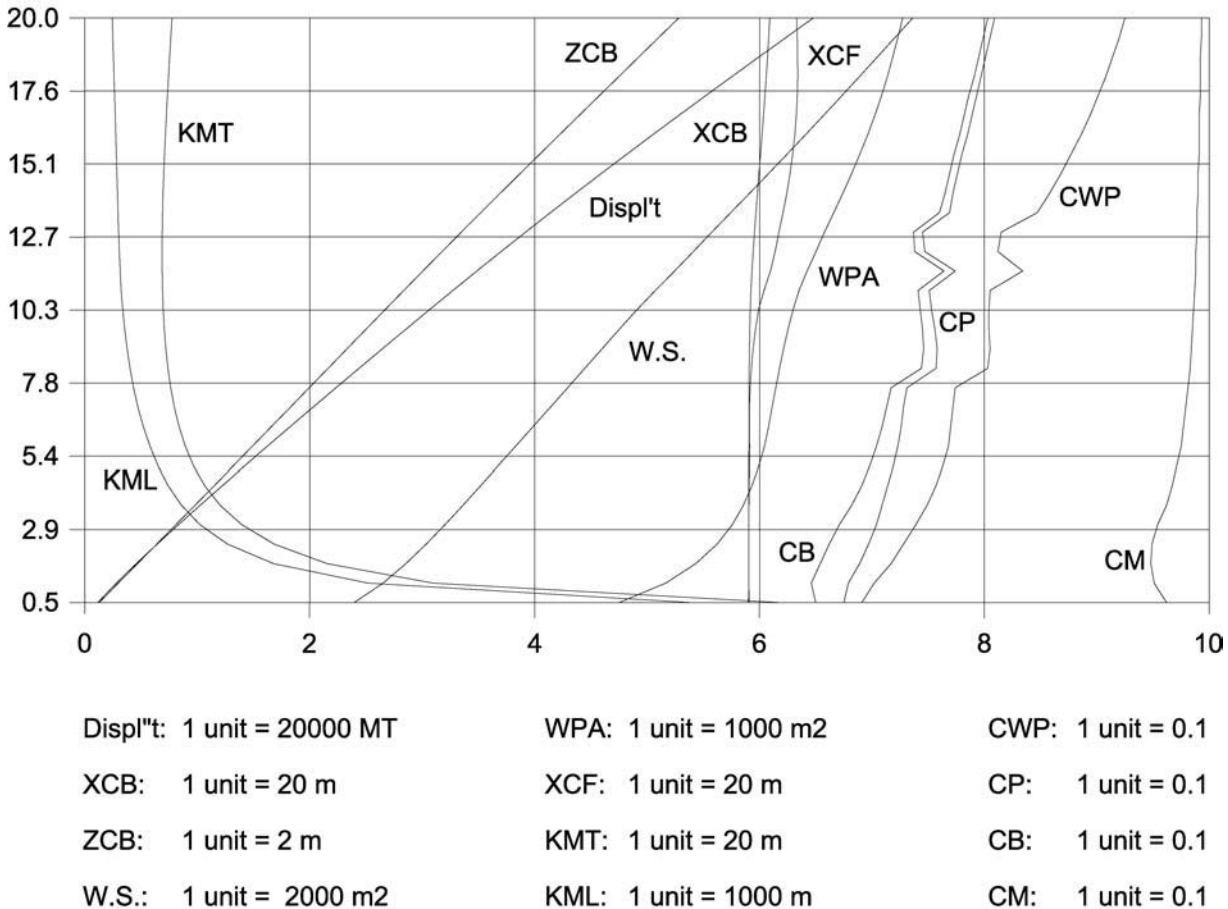 20.0
ZCB
XCF
17.6
KMT
XCB
15.1
Displ't
CWP
12.7
WPA
10.3
CP
W.S.
7.8
5.4
KML
2.9
CB
CM
0.5
0 2 4 6 8 10
Displ"t: 1 unit = 20000 MT WPA: 1 unit = 1000 m2 CWP: 1 unit = 0.1
XCB: 1 unit = 20 m XCF: 1 unit = 20 m CP: 1 unit = 0.1
ZCB: 1 unit = 2 m KMT: 1 unit = 20 m CB: 1 unit = 0.1
W.S.: 1 unit = 2000 m2 KML: 1 unit = 1000 m CM: 1 unit = 0.1